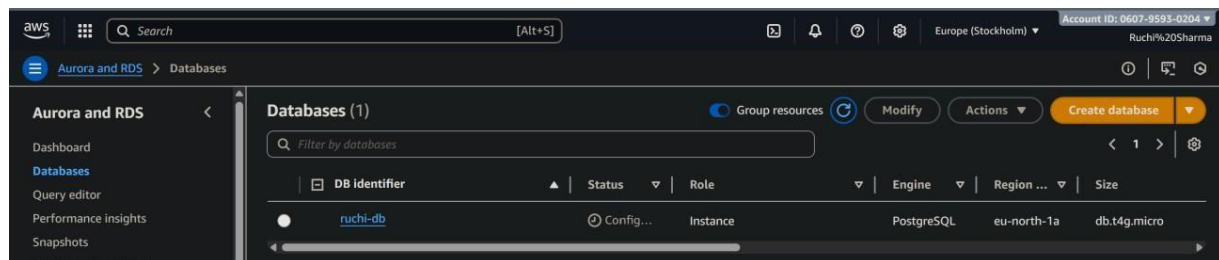 aws Search [Alt+S] Europe (Stockholm) Account ID: 0607-9593-0204
Ruchi%20Sharma
Aurora and RDS > Databases
Aurora and RDS
Databases (1) Group resources Modify Actions Create database
Dashboard
Filter by databases < 1 >
Databases
DB identifier Status Role Engine Region ... Size
Query editor
Performance insights
ruchi-db Config... Instance PostgreSQL eu-north-1a db.t4g.micro
Snapshots